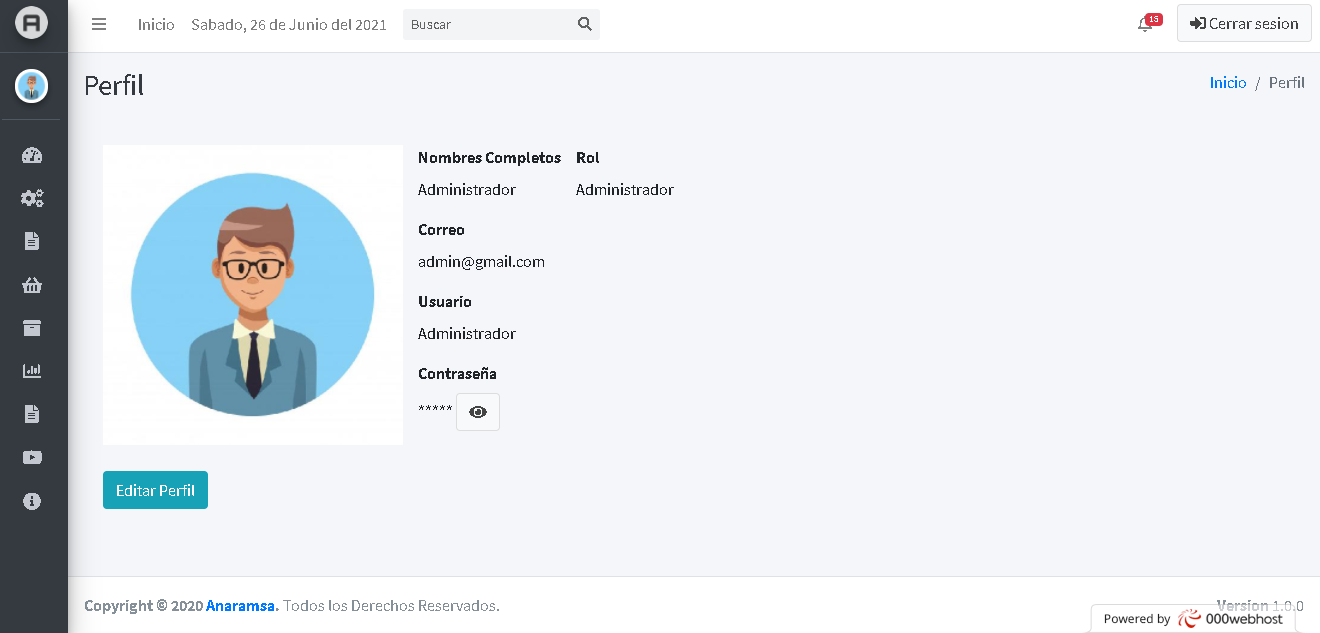 A
Inicio Sabado, 26 de Junio del 2021 Buscar 15 Cerrar sesion
Perfil
Inicio / Perfil
Nombres Completos Rol
Administrador Administrador
Correo
admin@gmail.com
Usuario
Administrador
Contraseña
*****
Editar Perfil
Copyright © 2020 Anaramsa. Todos los Derechos Reservados.
Version 1.0.0
Powered by 000webhost